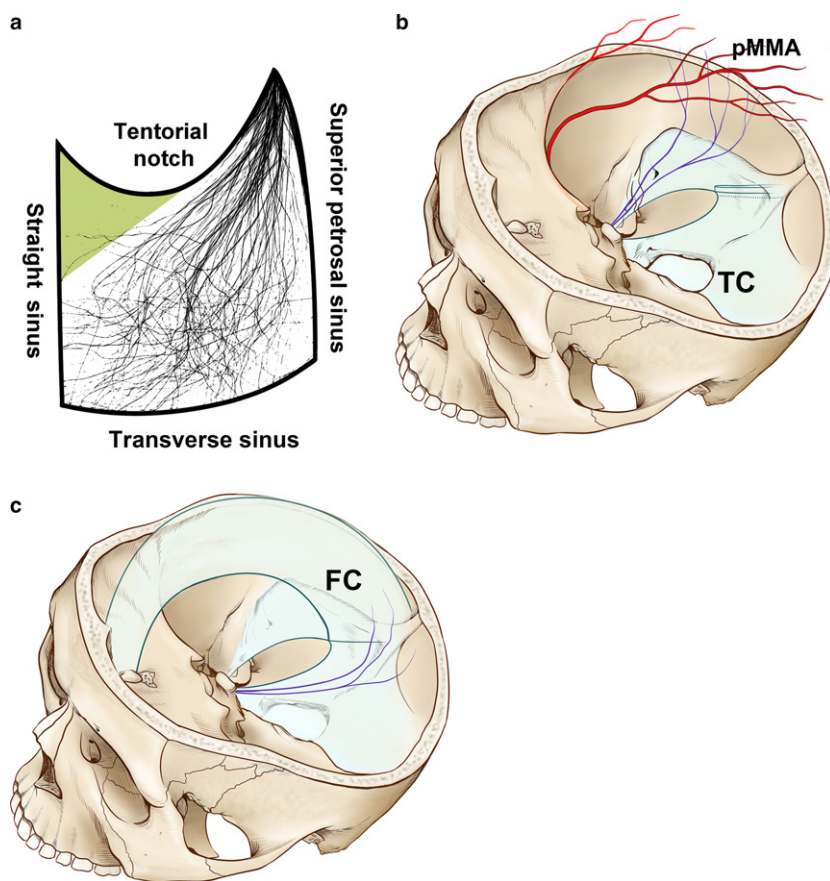 a
Tentorial
notch
Straight sinus
Superior petrosal sinus
Transverse sinus
b
pMMA
TC
c
FC